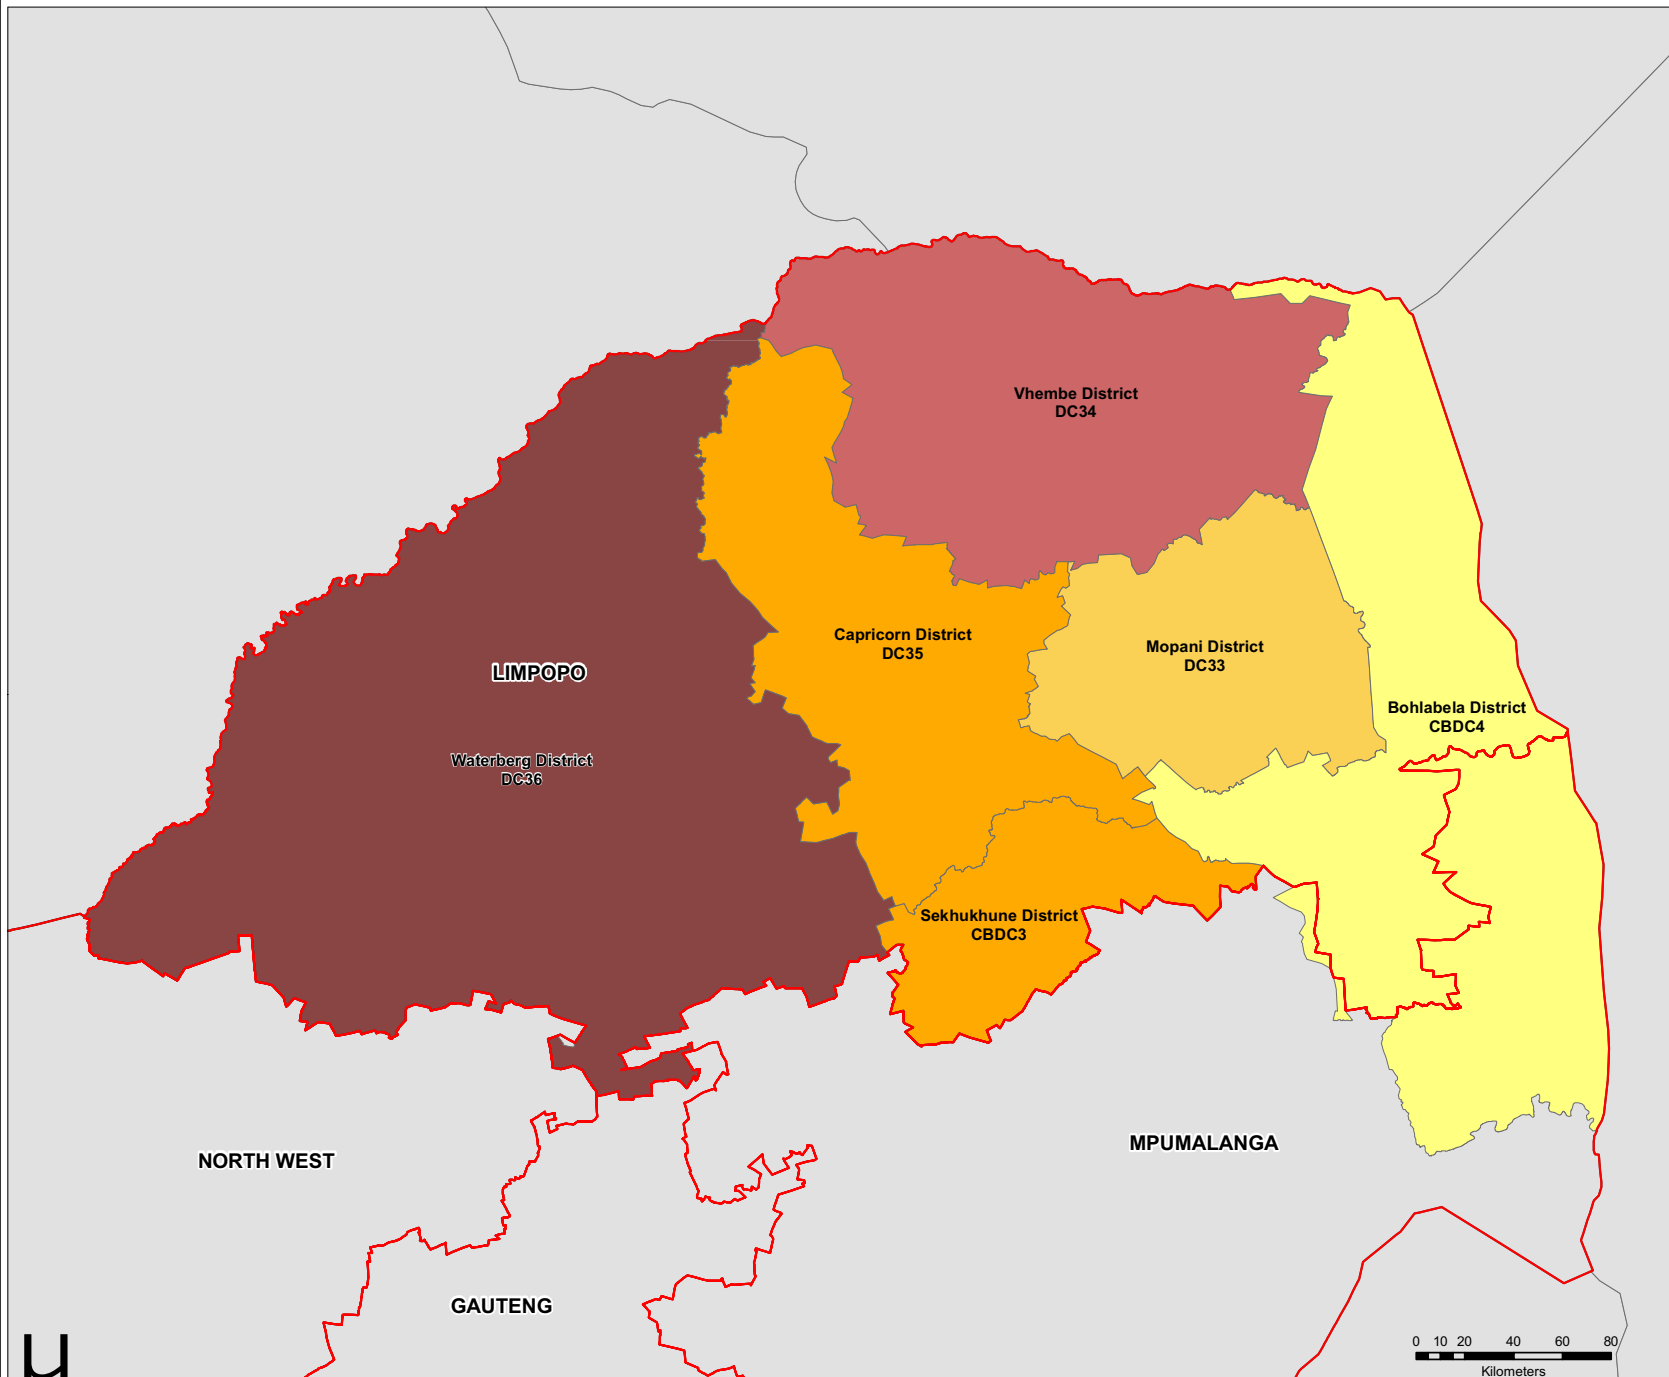 Vhembe District
DC34
Capricorn District
DC35
Mopani District
DC33
LIMPOPO
Bohlabela District
CBDC4
Waterberg District
DC36
Sekhukhune District
CBDC3
MPUMALANGA
NORTH WEST
GAUTENG
µ
0 10 20 40 60 80
Kilometers